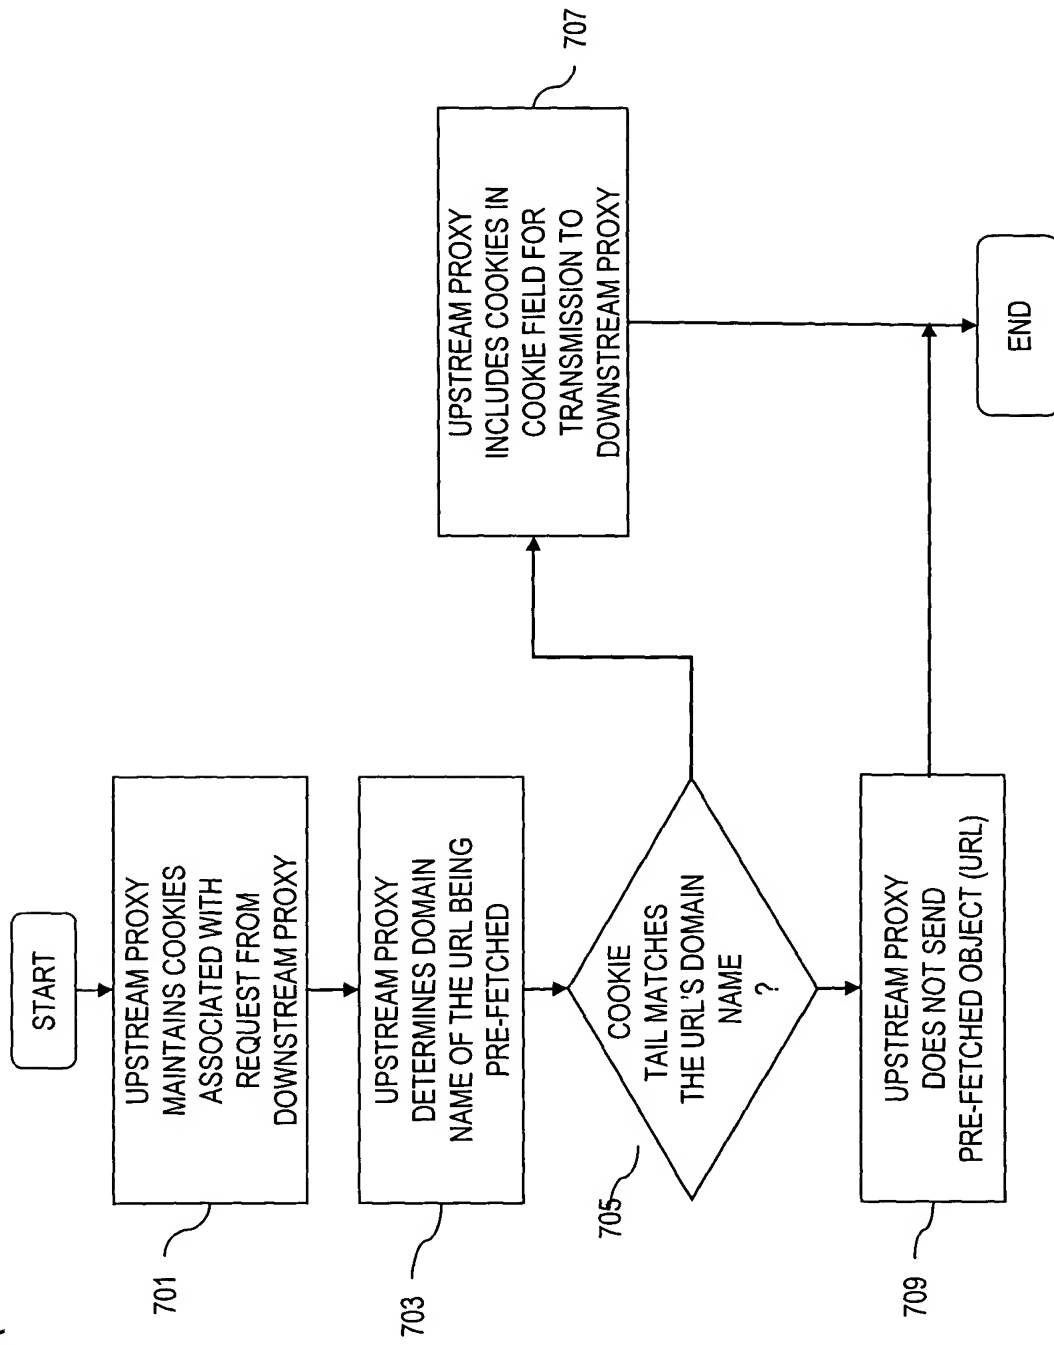 START
UPSTREAM PROXY
MAINTAINS COOKIES
ASSOCIATED WITH
REQUEST FROM
DOWNSTREAM PROXY
701
UPSTREAM PROXY
DETERMINES DOMAIN
NAME OF THE URL BEING
PRE-FETCHED
703
COOKIE
TAIL MATCHES
THE URL'S DOMAIN
NAME
?
705
UPSTREAM PROXY
INCLUDES COOKIES IN
COOKIE FIELD FOR
TRANSMISSION TO
DOWNSTREAM PROXY
707
UPSTREAM PROXY
DOES NOT SEND
PRE-FETCHED OBJECT (URL)
709
END